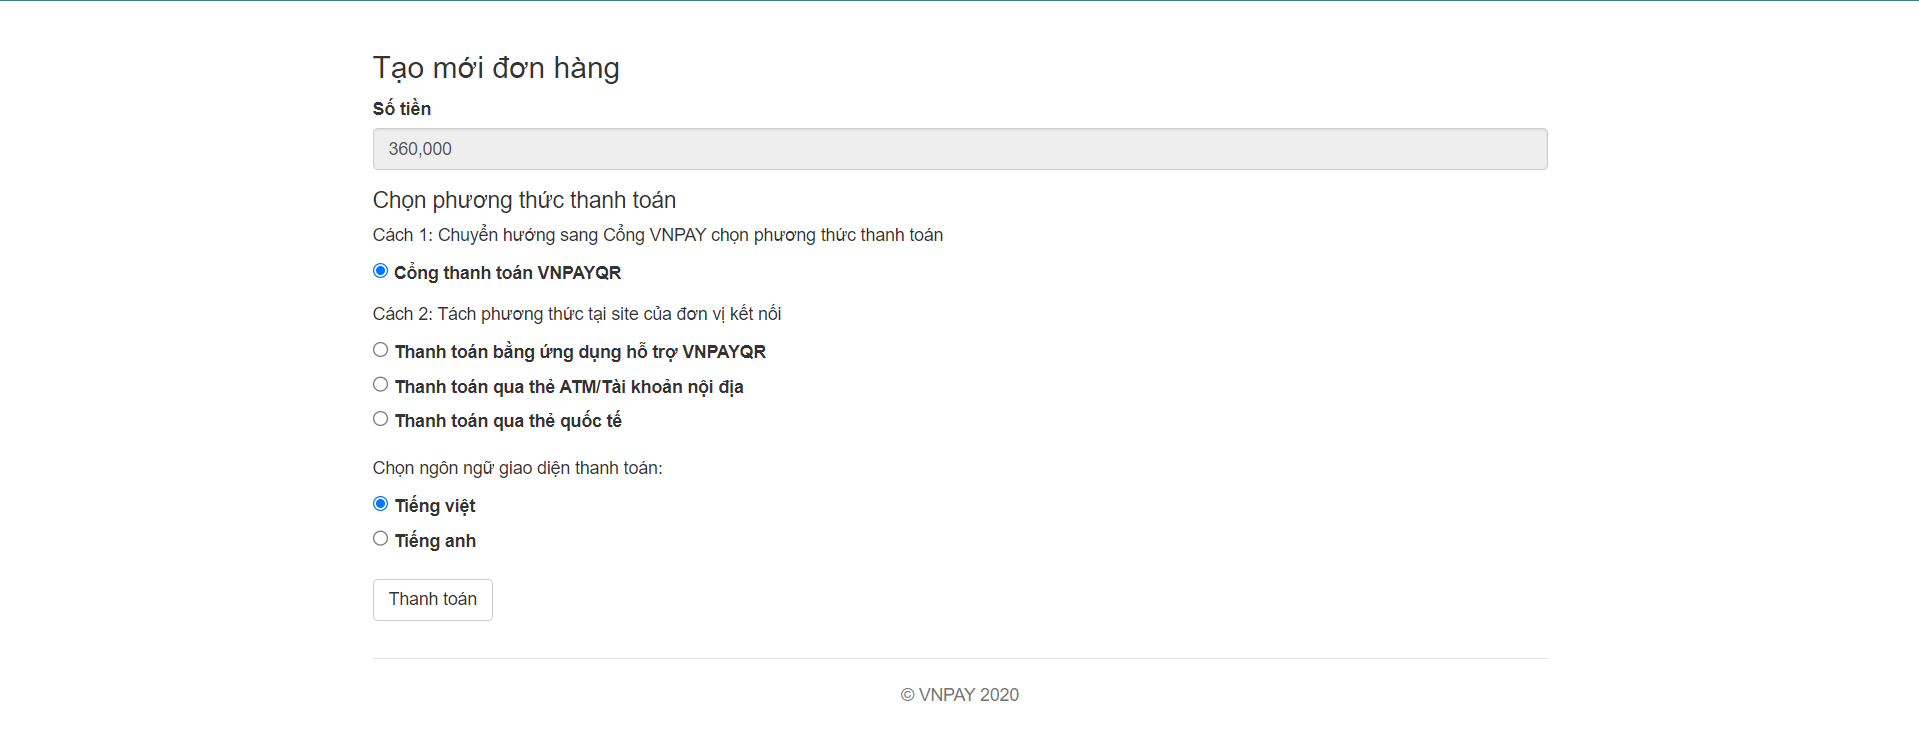 Tạo mới đơn hàng
Số tiền
360,000
Chọn phương thức thanh toán
Cách 1: Chuyển hướng sang Cổng VNPAY chọn phương thức thanh toán
Cổng thanh toán VNPAYQR
Cách 2: Tách phương thức tại site của đơn vị kết nối
Thanh toán bằng ứng dụng hỗ trợ VNPAYQR
Thanh toán qua thẻ ATM/Tài khoản nội địa
Thanh toán qua thẻ quốc tế
Chọn ngôn ngữ giao diện thanh toán:
Tiếng việt
Tiếng anh
Thanh toán
© VNPAY 2020